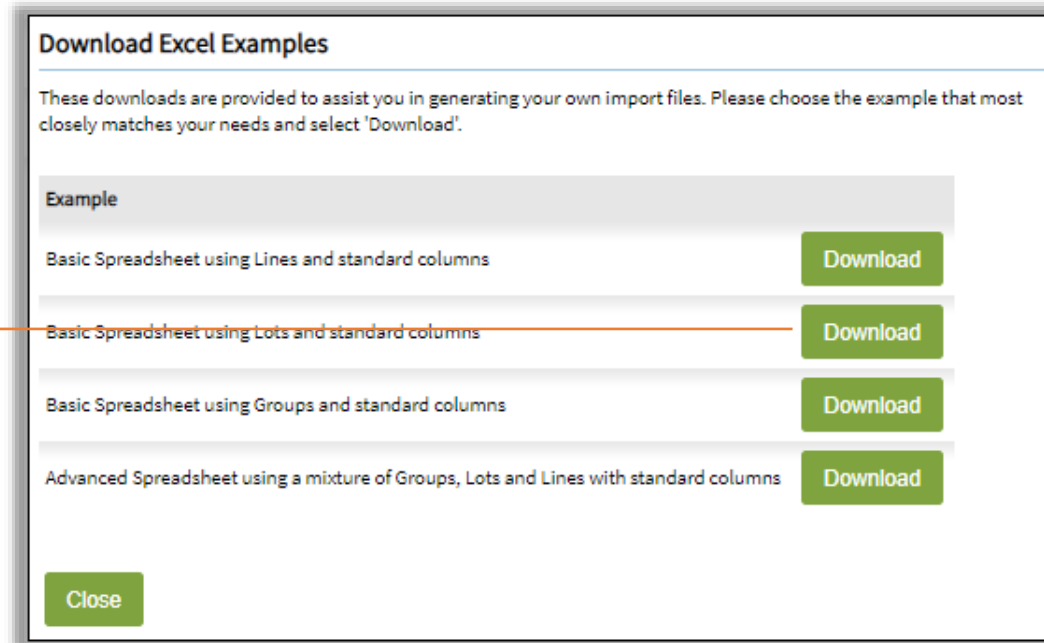 Download Excel Examples
These downloads are provided to assist you in generating your own import files. Please choose the example that most
closely matches your needs and select 'Download'.
Example
Basic Spreadsheet using Lines and standard columns Download
Basic Spreadsheet using Lots and standard columns Download
Basic Spreadsheet using Groups and standard columns Download
Advanced Spreadsheet using a mixture of Groups, Lots and Lines with standard columns Download
Close